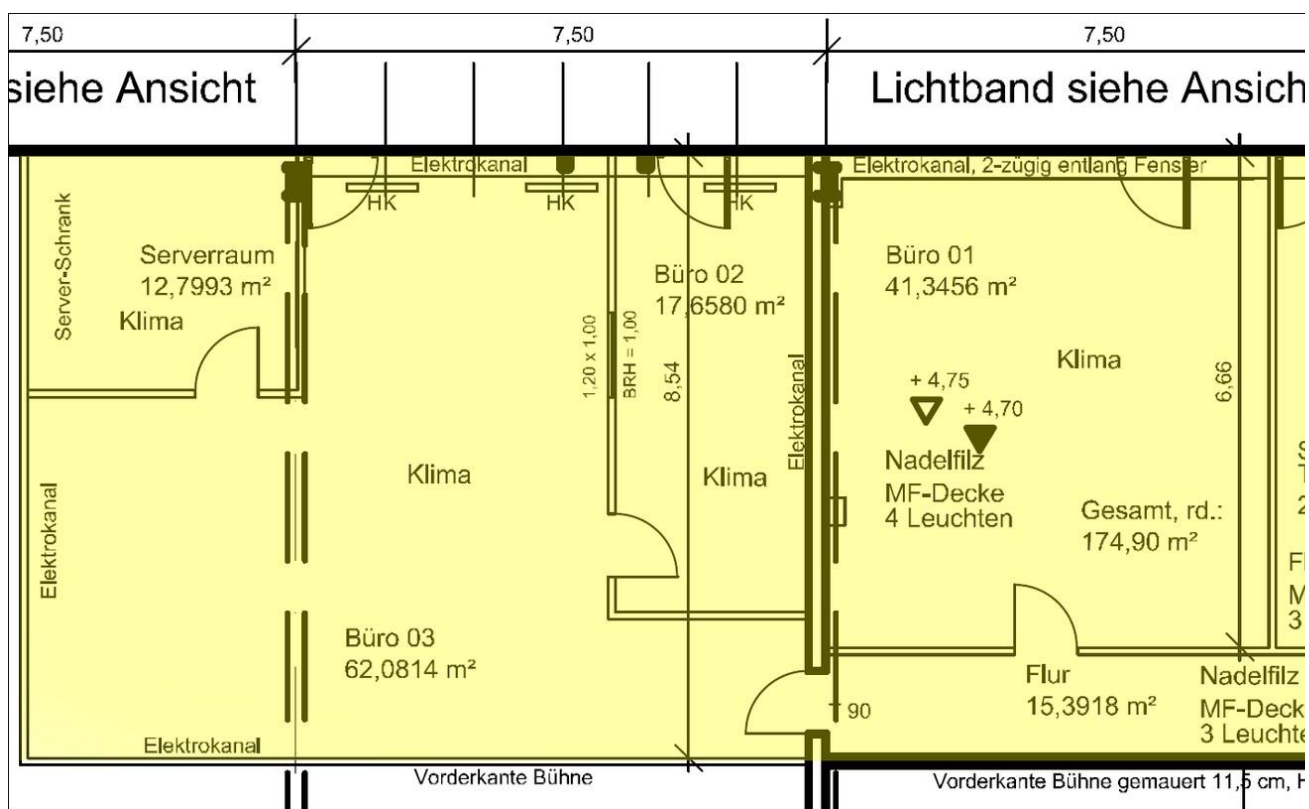 7,50
7,50
7,50
siehe Ansicht
Lichtband siehe Ansich
Elektrokanal
Elektrokanal, 2-zügig entlang Fenster
HK
HK
HK
Server-Schrank
Serverraum
12,7993 m²
Klima
Büro 02
17,6580 m²
Büro 01
41,3456 m²
1,20 x 1,00
BRH = 1,00
8,54
Elektrokanal
Klima
6,66
+ 4,75
+ 4,70
Klima
Klima
Nadelfilz
MF-Decke
4 Leuchten
Gesamt, rd.:
174,90 m²
Elektrokanal
Büro 03
62,0814 m²
Flur
15,3918 m²
T 90
Nadelfilz
MF-Deck
3 Leuchte
Elektrokanal
Vorderkante Bühne
Vorderkante Bühne gemauert 11,5 cm, H